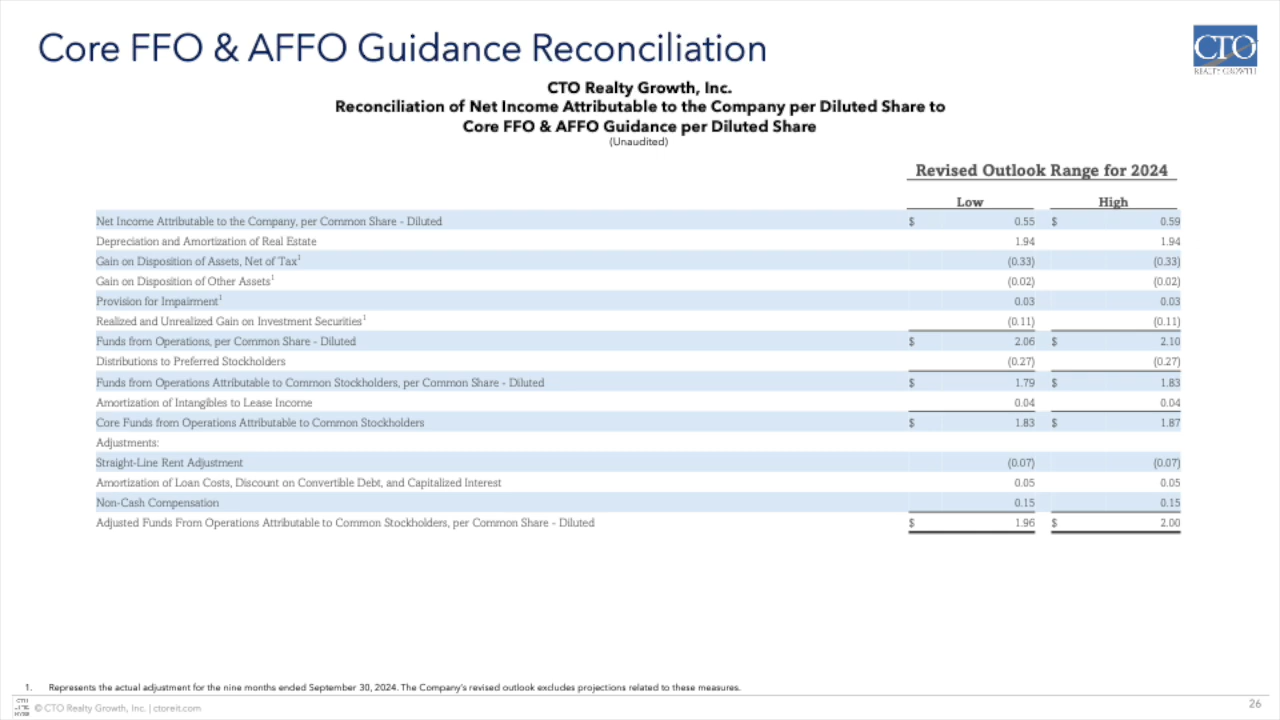 Core FFO & AFFO Guidance Reconciliation
CTO
REALTY GROWTH
CTO Realty Growth, Inc.
Reconciliation of Net Income Attributable to the Company per Diluted Share to
Core FFO & AFFO Guidance per Diluted Share
(Unaudited)
Revised Outlook Range for 2024
Low High
Net Income Attributable to the Company, per Common Share - Diluted $ 0.55 $ 0.59
Depreciation and Amortization of Real Estate 1.94 1.94
Gain on Disposition of Assets, Net of Tax¹ (0.33) (0.33)
Gain on Disposition of Other Assets¹ (0.02) (0.02)
Provision for Impairment¹ 0.03 0.03
Realized and Unrealized Gain on Investment Securities¹ (0.11) (0.11)
Funds from Operations, per Common Share - Diluted $ 2.06 $ 2.10
Distributions to Preferred Stockholders (0.27) (0.27)
Funds from Operations Attributable to Common Stockholders, per Common Share - Diluted $ 1.79 $ 1.83
Amortization of Intangibles to Lease Income 0.04 0.04
Core Funds from Operations Attributable to Common Stockholders $ 1.83 $ 1.87
Adjustments:
Straight-Line Rent Adjustment (0.07) (0.07)
Amortization of Loan Costs, Discount on Convertible Debt, and Capitalized Interest 0.05 0.05
Non-Cash Compensation 0.15 0.15
Adjusted Funds From Operations Attributable to Common Stockholders, per Common Share - Diluted $ 1.96 $ 2.00
1. Represents the actual adjustment for the nine months ended September 30, 2024. The Company's revised outlook excludes projections related to these measures.
© CTO Realty Growth, Inc. | ctoreit.com
26